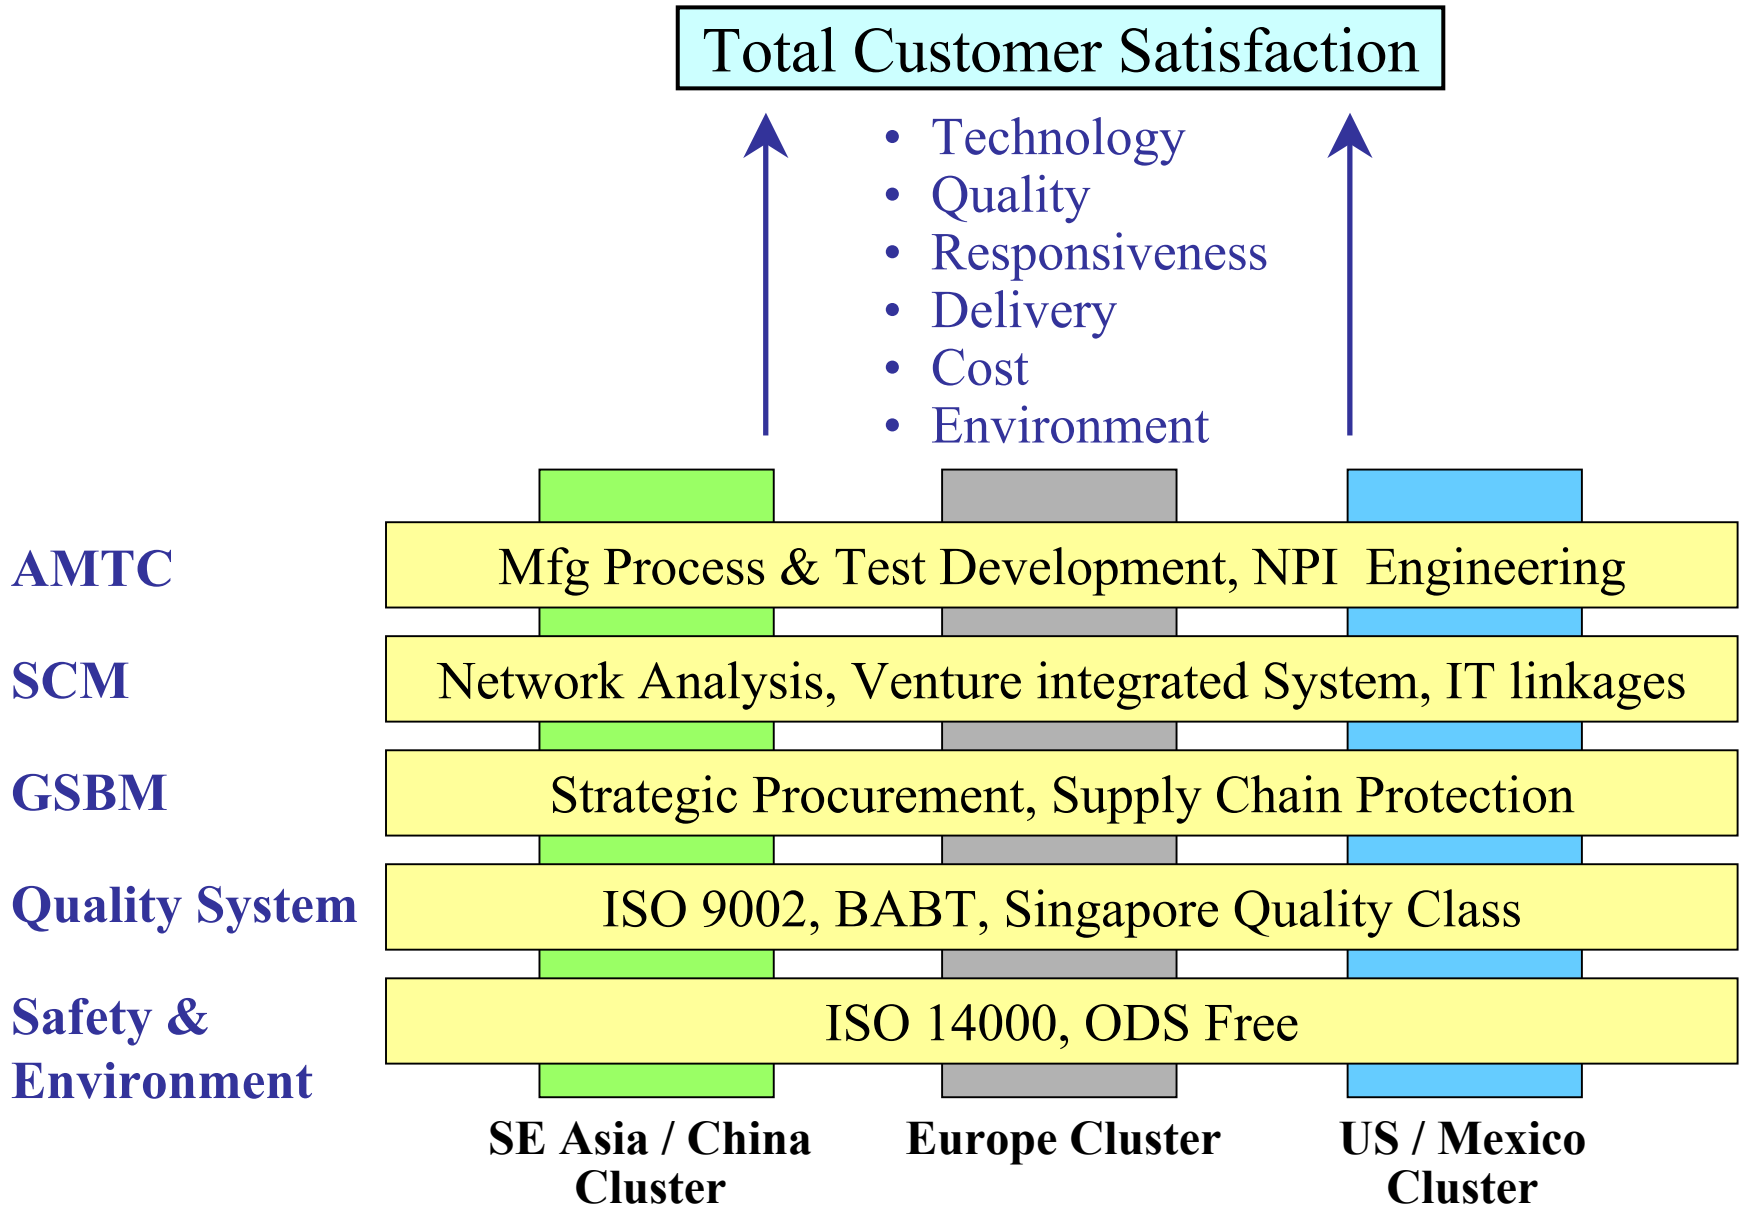 Total Customer Satisfaction
• Technology
• Quality
• Responsiveness
• Delivery
• Cost
• Environment
AMTC
Mfg Process & Test Development, NPI  Engineering
SCM
Network Analysis, Venture integrated System, IT linkages
GSBM
Strategic Procurement, Supply Chain Protection
Quality System
ISO 9002, BABT, Singapore Quality Class
Safety &
Environment
ISO 14000, ODS Free
SE Asia / China
Cluster
Europe Cluster
US / Mexico
Cluster